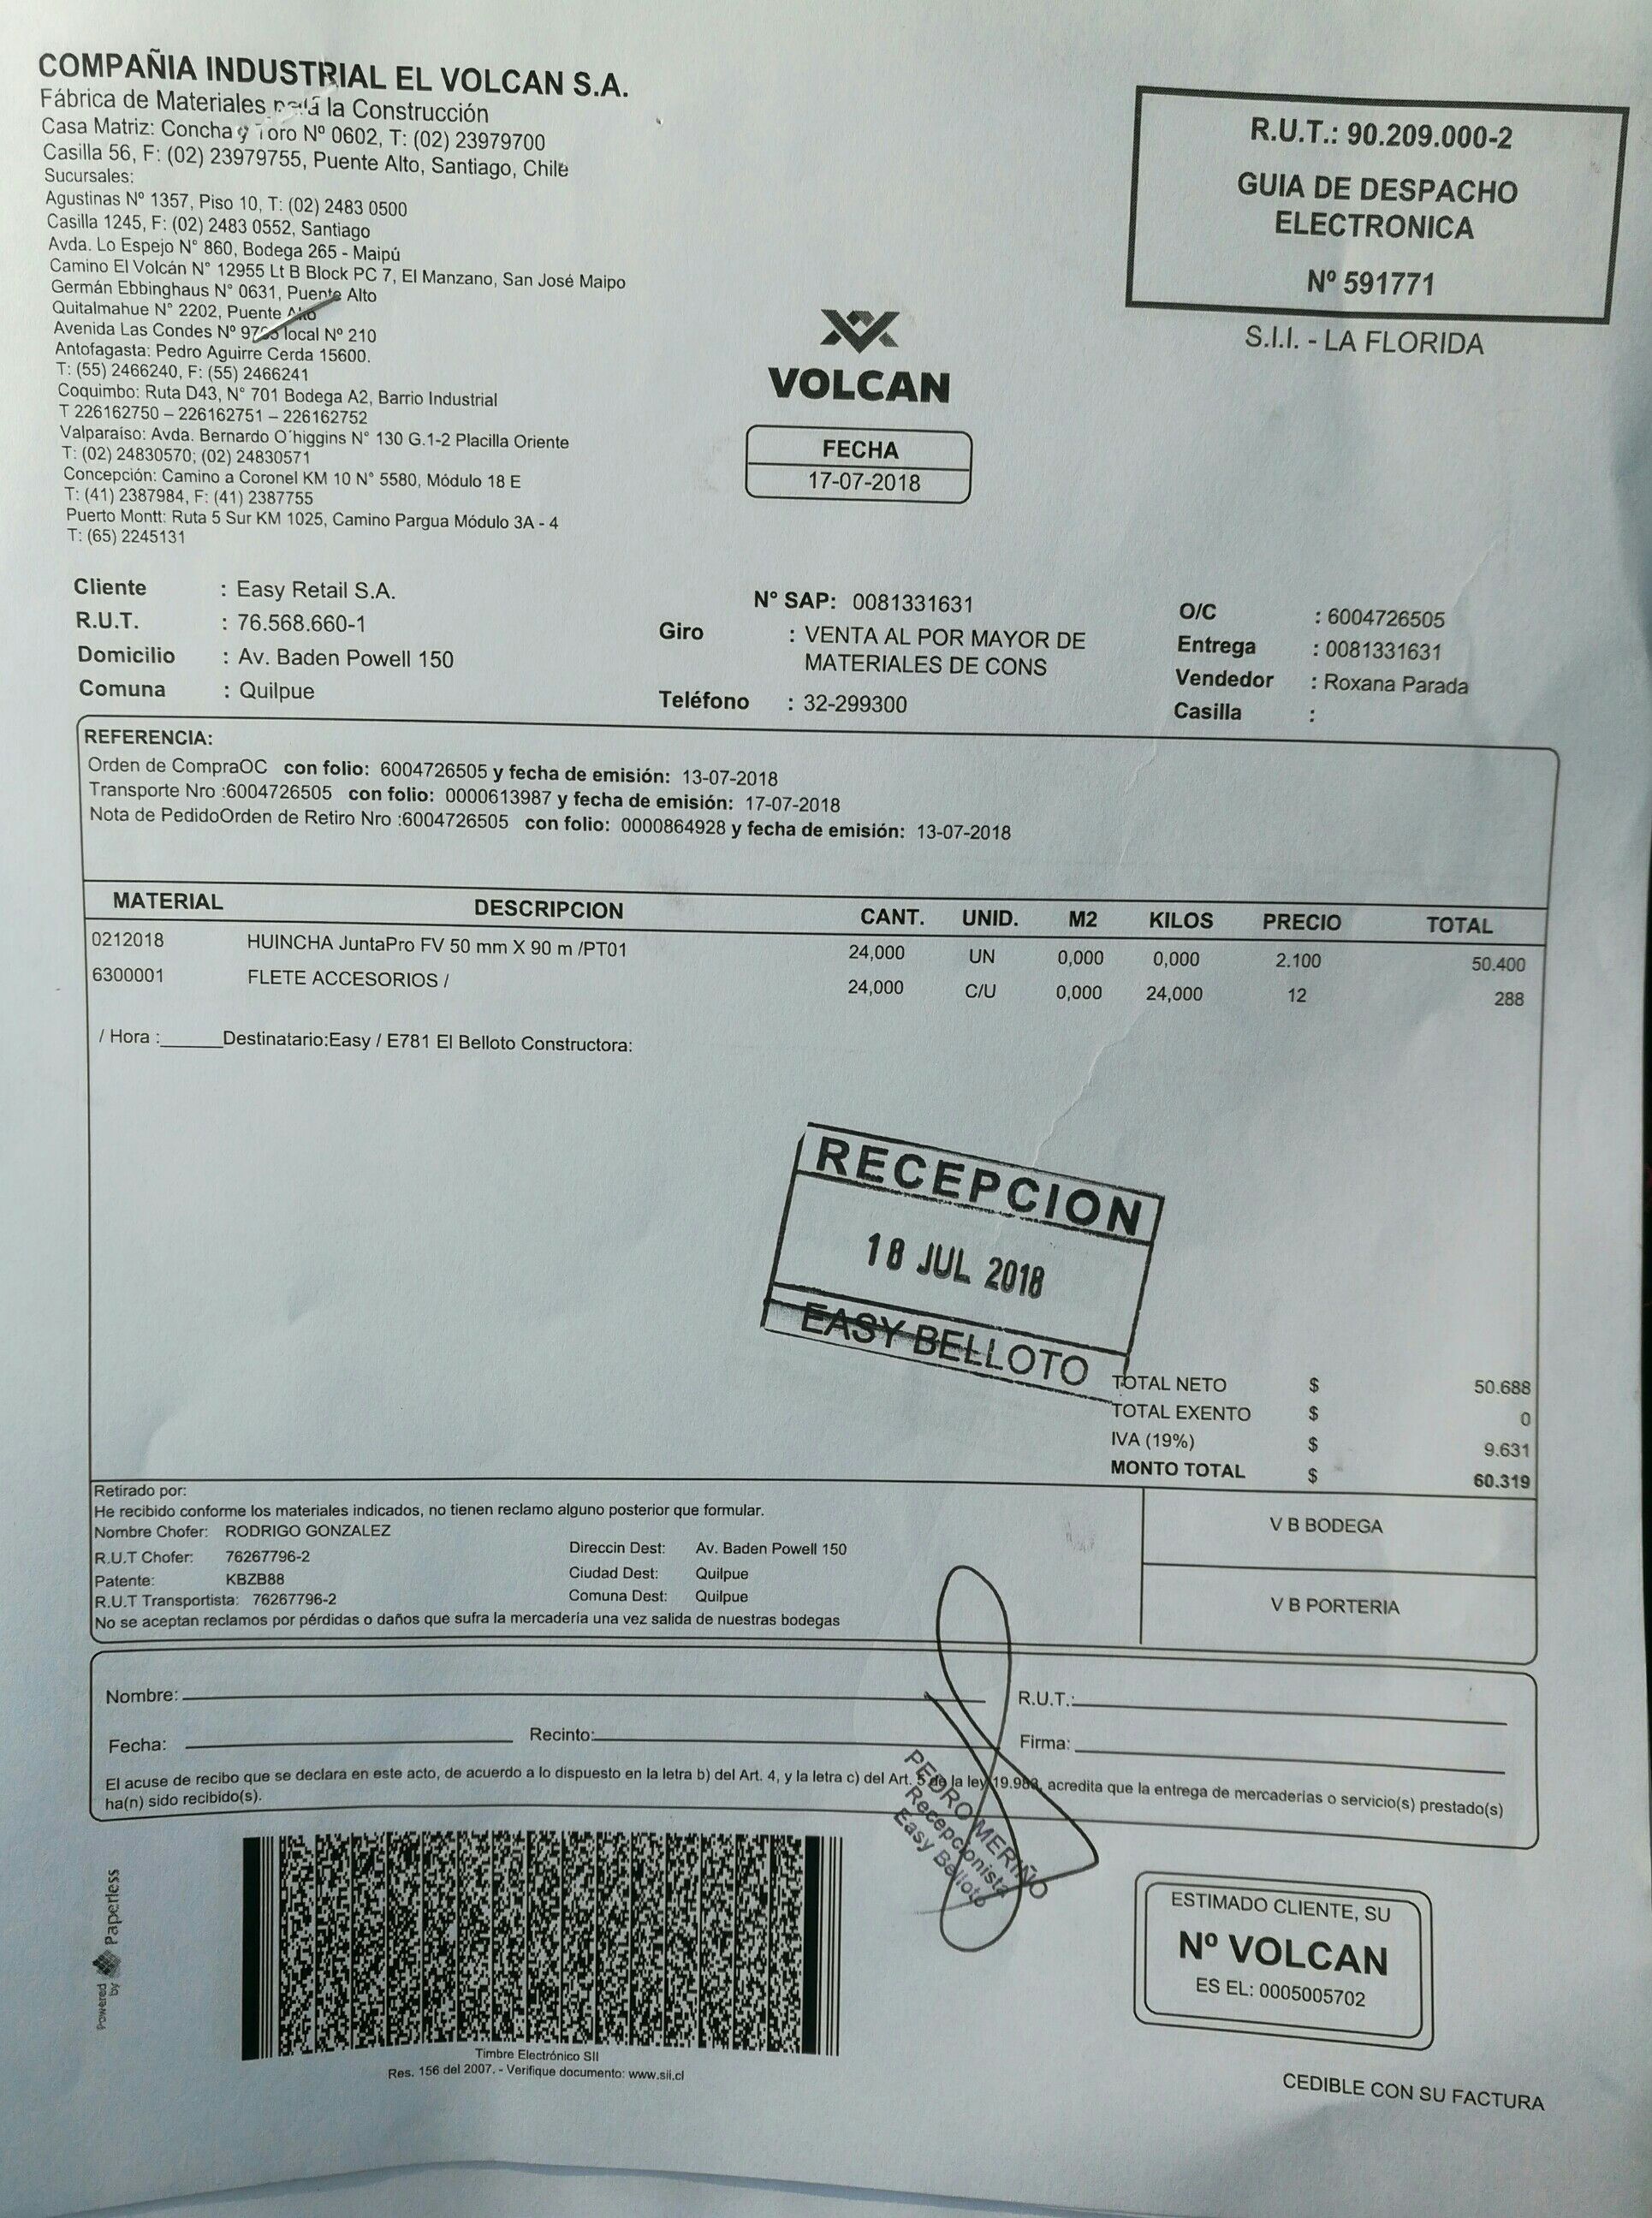 COMPAÑIA INDUSTRIAL EL VOLCAN S.A.
Fábrica de Materiales para la Construcción
Casa Matriz: Concha y Toro Nº 0602, T: (02) 23979700
Casilla 56, F: (02) 23979755, Puente Alto, Santiago, Chile
Sucursales:
Agustinas Nº 1357, Piso 10, T: (02) 2483 0500
Casilla 1245, F: (02) 2483 0552, Santiago
Avda. Lo Espejo N° 860, Bodega 265 - Maipú
Camino El Volcán N° 12955 Lt B Block PC 7, El Manzano, San José Maipo
Germán Ebbinghaus N° 0631, Puente Alto
Quitalmahue N° 2202, Puente Alto
Avenida Las Condes Nº local Nº 210
Antofagasta: Pedro Aguirre Cerda 15600.
T: (55) 2466240, F: (55) 2466241
Coquimbo: Ruta D43, N° 701 Bodega A2, Barrio Industrial
T 226162750 – 226162751 – 226162752
Valparaíso: Avda. Bernardo O´higgins N° 130 G.1-2 Placilla Oriente
T: (02) 24830570; (02) 24830571
Concepción: Camino a Coronel KM 10 N° 5580, Módulo 18 E
T: (41) 2387984, F: (41) 2387755
Puerto Montt: Ruta 5 Sur KM 1025, Camino Pargua Módulo 3A - 4
T: (65) 2245131
R.U.T.: 90.209.000-2
GUIA DE DESPACHO
ELECTRONICA
Nº 591771
S.I.I. - LA FLORIDA
VOLCAN
FECHA
17-07-2018
Cliente : Easy Retail S.A.
R.U.T. : 76.568.660-1
Domicilio : Av. Baden Powell 150
Comuna : Quilpue
N° SAP: 0081331631
Giro : VENTA AL POR MAYOR DE
MATERIALES DE CONS
Teléfono : 32-299300
O/C : 6004726505
Entrega : 0081331631
Vendedor : Roxana Parada
Casilla :
REFERENCIA:
Orden de CompraOC con folio: 6004726505 y fecha de emisión: 13-07-2018
Transporte Nro :6004726505 con folio: 0000613987 y fecha de emisión: 17-07-2018
Nota de PedidoOrden de Retiro Nro :6004726505 con folio: 0000864928 y fecha de emisión: 13-07-2018
MATERIAL DESCRIPCION CANT. UNID. M2 KILOS PRECIO TOTAL
0212018 HUINCHA JuntaPro FV 50 mm X 90 m /PT01 24,000 UN 0,000 0,000 2.100 50.400
6300001 FLETE ACCESORIOS / 24,000 C/U 0,000 24,000 12 288
/ Hora :______Destinatario:Easy / E781 El Belloto Constructora:
RECEPCION
18 JUL 2018
EASY BELLOTO
TOTAL NETO $ 50.688
TOTAL EXENTO $ 0
IVA (19%) $ 9.631
MONTO TOTAL $ 60.319
Retirado por:
He recibido conforme los materiales indicados, no tienen reclamo alguno posterior que formular.
Nombre Chofer: RODRIGO GONZALEZ
R.U.T Chofer: 76267796-2
Patente: KBZB88
R.U.T Transportista: 76267796-2
Direccin Dest: Av. Baden Powell 150
Ciudad Dest: Quilpue
Comuna Dest: Quilpue
No se aceptan reclamos por pérdidas o daños que sufra la mercadería una vez salida de nuestras bodegas
V B BODEGA
V B PORTERIA
Nombre:
R.U.T.:
Fecha:
Recinto:
Firma:
El acuse de recibo que se declara en este acto, de acuerdo a lo dispuesto en la letra b) del Art. 4, y la letra c) del Art. 5 de la ley 19.983, acredita que la entrega de mercaderías o servicio(s) prestado(s)
ha(n) sido recibido(s).
PEDRO MERIÑO
Recepcionista
Easy Belloto
Powered by Paperless
Timbre Electrónico SII
Res. 156 del 2007. - Verifique documento: www.sii.cl
ESTIMADO CLIENTE, SU
Nº VOLCAN
ES EL: 0005005702
CEDIBLE CON SU FACTURA